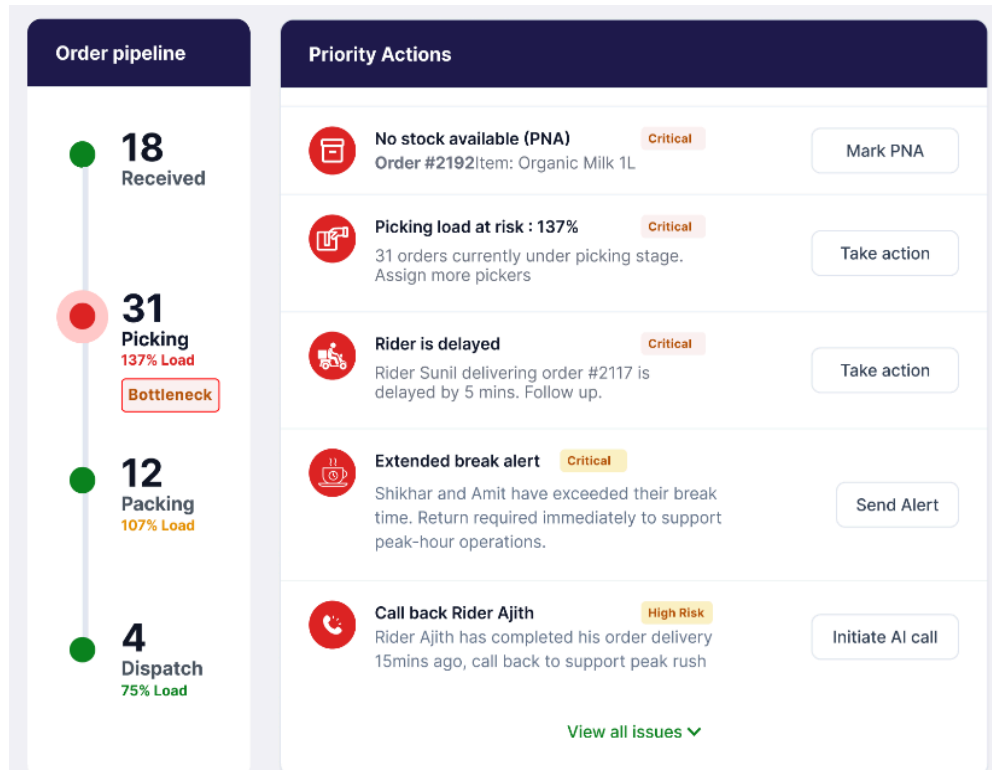 Order pipeline
18
Received
31
Picking
137% Load
Bottleneck
12
Packing
107% Load
4
Dispatch
75% Load
Priority Actions
No stock available (PNA) Critical
Order #2192Item: Organic Milk 1L
Mark PNA
Picking load at risk : 137% Critical
31 orders currently under picking stage.
Assign more pickers
Take action
Rider is delayed Critical
Rider Sunil delivering order #2117 is
delayed by 5 mins. Follow up.
Take action
Extended break alert Critical
Shikhar and Amit have exceeded their break
time. Return required immediately to support
peak-hour operations.
Send Alert
Call back Rider Ajith High Risk
Rider Ajith has completed his order delivery
15mins ago, call back to support peak rush
Initiate AI call
View all issues